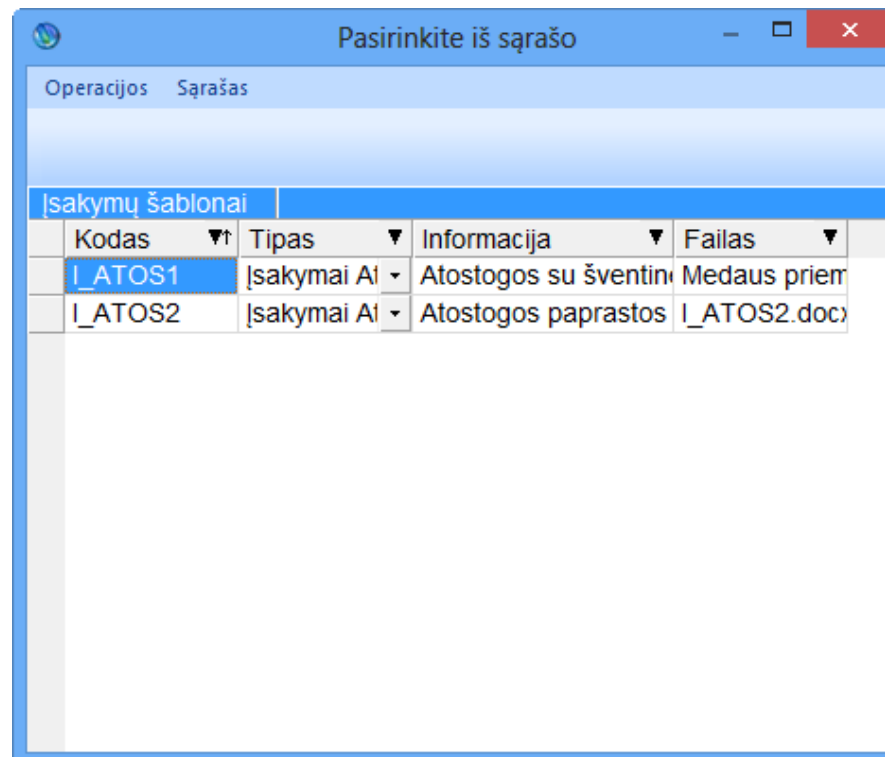 Pasirinkite iš sąrašo
Operacijos Sąrašas
Įsakymų šablonai
Kodas Tipas Informacija Failas
I_ATOS1 Įsakymai At Atostogos su šventin Medaus priem
I_ATOS2 Įsakymai At Atostogos paprastos I_ATOS2.docx